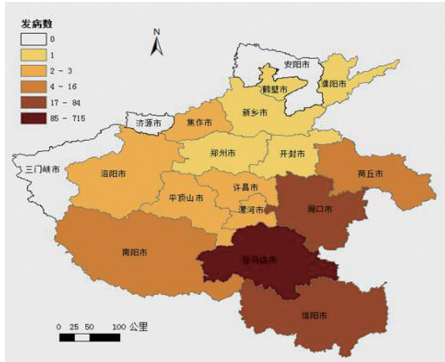 发病数
0
1
2 - 3
4 - 16
17 - 84
85 - 715
N
安阳市
鹤壁市
濮阳市
新乡市
焦作市
济源市
三门峡市
洛阳市
郑州市
开封市
商丘市
许昌市
平顶山市
漯河市
周口市
南阳市
驻马店市
信阳市
0 25 50 100 公里